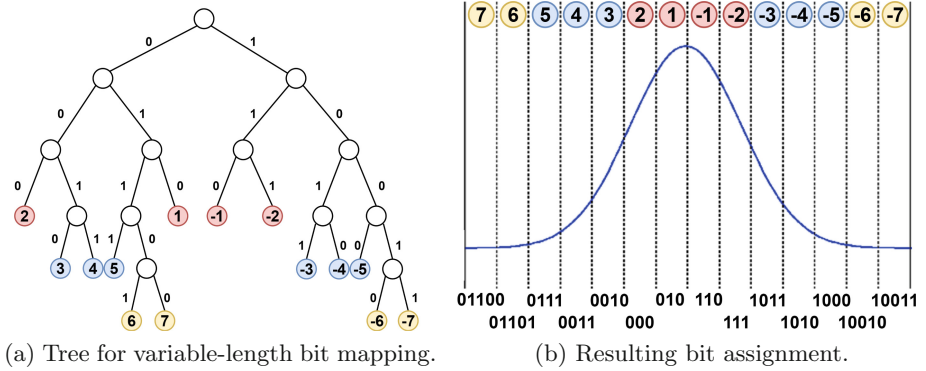 7 6 5 4 3 2 1 -1 -2 -3 -4 -5 -6 -7
0 1
0 1 1 0
0 1 1 0 0 1 1 0
2 1 -1 -2
0 1 1 0 1 0 0 1
3 4 5 -3 -4 -5
1 0 0 1
6 7 -6 -7
01100 0111 0010 010 110 1011 1000 10011
01101 0011 000 111 1010 10010
(a) Tree for variable-length bit mapping.
(b) Resulting bit assignment.